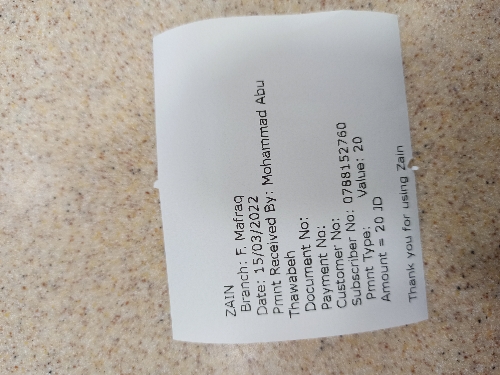 ZAIN
Branch: F. Mafraq
Date: 15/03/2022
Pmnt Received By: Mohammad Abu
Thawabeh
Document No:
Payment No:
Customer No:
Subscriber No: 0788152760
Pmnt Type: Value: 20
Amount = 20 JD
Thank you for using Zain